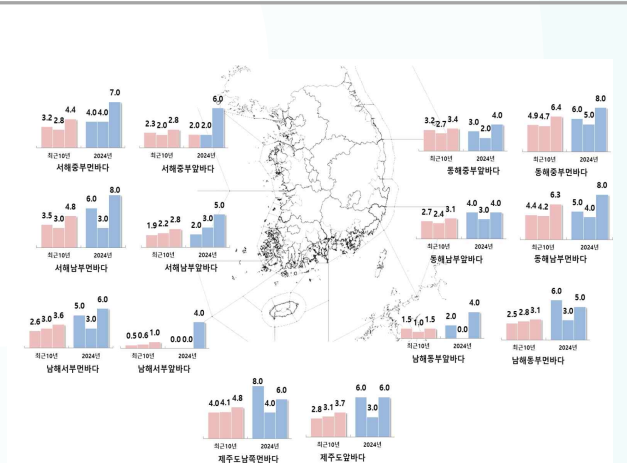 3.2 2.8 4.4 4.0 4.0 7.0
최근10년 2024년
서해중부먼바다
2.3 2.0 2.8 2.0 2.0 6.0
최근10년 2024년
서해중부앞바다
3.2 2.7 3.4 3.0 2.0 4.0
최근10년 2024년
동해중부앞바다
4.9 4.7 6.4 6.0 5.0 8.0
최근10년 2024년
동해중부먼바다
3.5 3.0 4.8 6.0 3.0 8.0
최근10년 2024년
서해남부먼바다
1.9 2.2 2.8 2.0 3.0 5.0
최근10년 2024년
서해남부앞바다
2.7 2.4 3.1 4.0 3.0 4.0
최근10년 2024년
동해남부앞바다
4.4 4.2 6.3 5.0 4.0 8.0
최근10년 2024년
동해남부먼바다
2.6 3.0 3.6 5.0 3.0 6.0
최근10년 2024년
남해서부먼바다
0.5 0.6 1.0 0.0 0.0 4.0
최근10년 2024년
남해서부앞바다
1.5 1.0 1.5 2.0 0.0 4.0
최근10년 2024년
남해동부앞바다
2.5 2.8 3.1 6.0 3.0 5.0
최근10년 2024년
남해동부먼바다
4.0 4.1 4.8 8.0 4.0 6.0
최근10년 2024년
제주도남쪽먼바다
2.8 3.1 3.7 6.0 3.0 6.0
최근10년 2024년
제주도앞바다